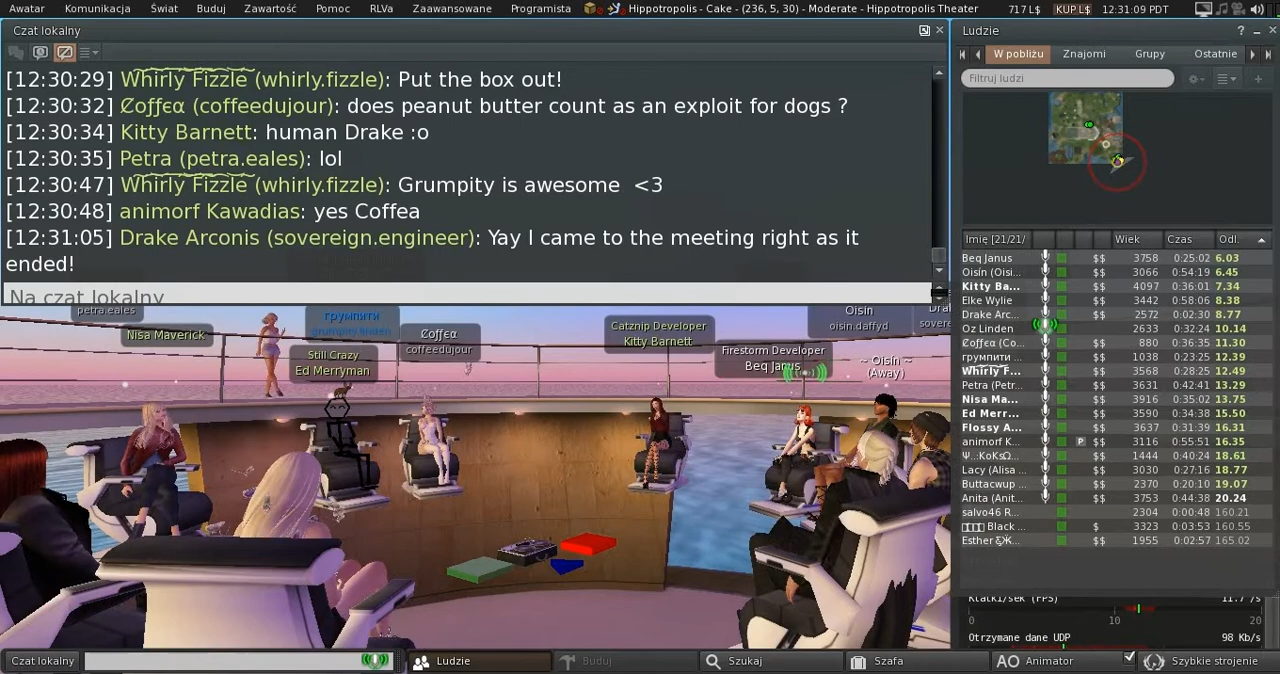 Awatar Komunikacja Świat Buduj Zawartość Pomoc RLVa Zaawansowane Programista Hippotropolis - Cake - (236, 5, 30) - Moderate - Hippotropolis Theater 717 L$ KUP L$ 12:31:09 PDT
Czat lokalny
[12:30:29] Whirly Fizzle (whirly.fizzle): Put the box out!
[12:30:32] Ȼσƒƒєα (coffeedujour): does peanut butter count as an exploit for dogs ?
[12:30:34] Kitty Barnett: human Drake :o
[12:30:35] Petra (petra.eales): lol
[12:30:47] Whirly Fizzle (whirly.fizzle): Grumpity is awesome <3
[12:30:48] animorf Kawadias: yes Coffea
[12:31:05] Drake Arconis (sovereign.engineer): Yay I came to the meeting right as it
ended!
Na czat lokalny
petra.eales
Nisa Maverick
грумпити
grumpity.linden
Still Crazy
Ed Merryman
Ȼσƒƒєα
coffeedujour
Catznip Developer
Kitty Barnett
Firestorm Developer
Beq Janus
Oisin
oisin.daffyd
~ Oisín ~
(Away)
Ludzie
W pobliżu Znajomi Grupy Ostatnie
Filtruj ludzi
Imię [21/21/ Wiek Czas Odl.
Beq Janus $$ 3758 0:25:02 6.03
Oisín (Oisi... $$ 3066 0:54:19 6.45
Kitty Ba... $$ 4097 0:36:01 7.34
Elke Wylie $$ 3442 0:58:06 8.38
Drake Arc... $$ 2572 0:02:30 8.77
Oz Linden 2633 0:32:24 10.14
Ȼσƒƒєα (Co... $$ 880 0:36:35 11.30
грумпити ... $$ 1038 0:23:25 12.39
Whirly F... $$ 3568 0:28:25 12.49
Petra (Petr... $$ 3631 0:42:41 13.29
Nisa Ma... $$ 3916 0:35:02 13.75
Ed Merr... $$ 3590 0:34:38 15.50
Flossy A... $$ 3637 0:31:39 16.31
animorf K... P $$ 3116 0:55:51 16.35
$$ 1444 0:40:24 18.61
Lacy (Alisa ... $$ 3030 0:27:16 18.77
Buttacwup ... $$ 2370 0:20:10 19.07
Anita (Anit... $$ 3753 0:44:38 20.24
salvo46 R... 2304 0:00:48 160.21
Black ... $ 3323 0:03:53 160.55
Esther ξЖ... $$ 1955 0:02:57 165.02
Klatki/sek (FPS) 11.7 /s
0 10 20
Otrzymane dane UDP 98 Kb/s
Czat lokalny Ludzie Buduj Szukaj Szafa AO Animator Szybkie strojenie